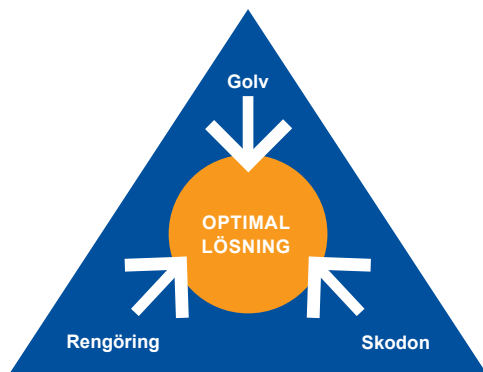 Golv
OPTIMAL
LÖSNING
Rengöring
Skodon